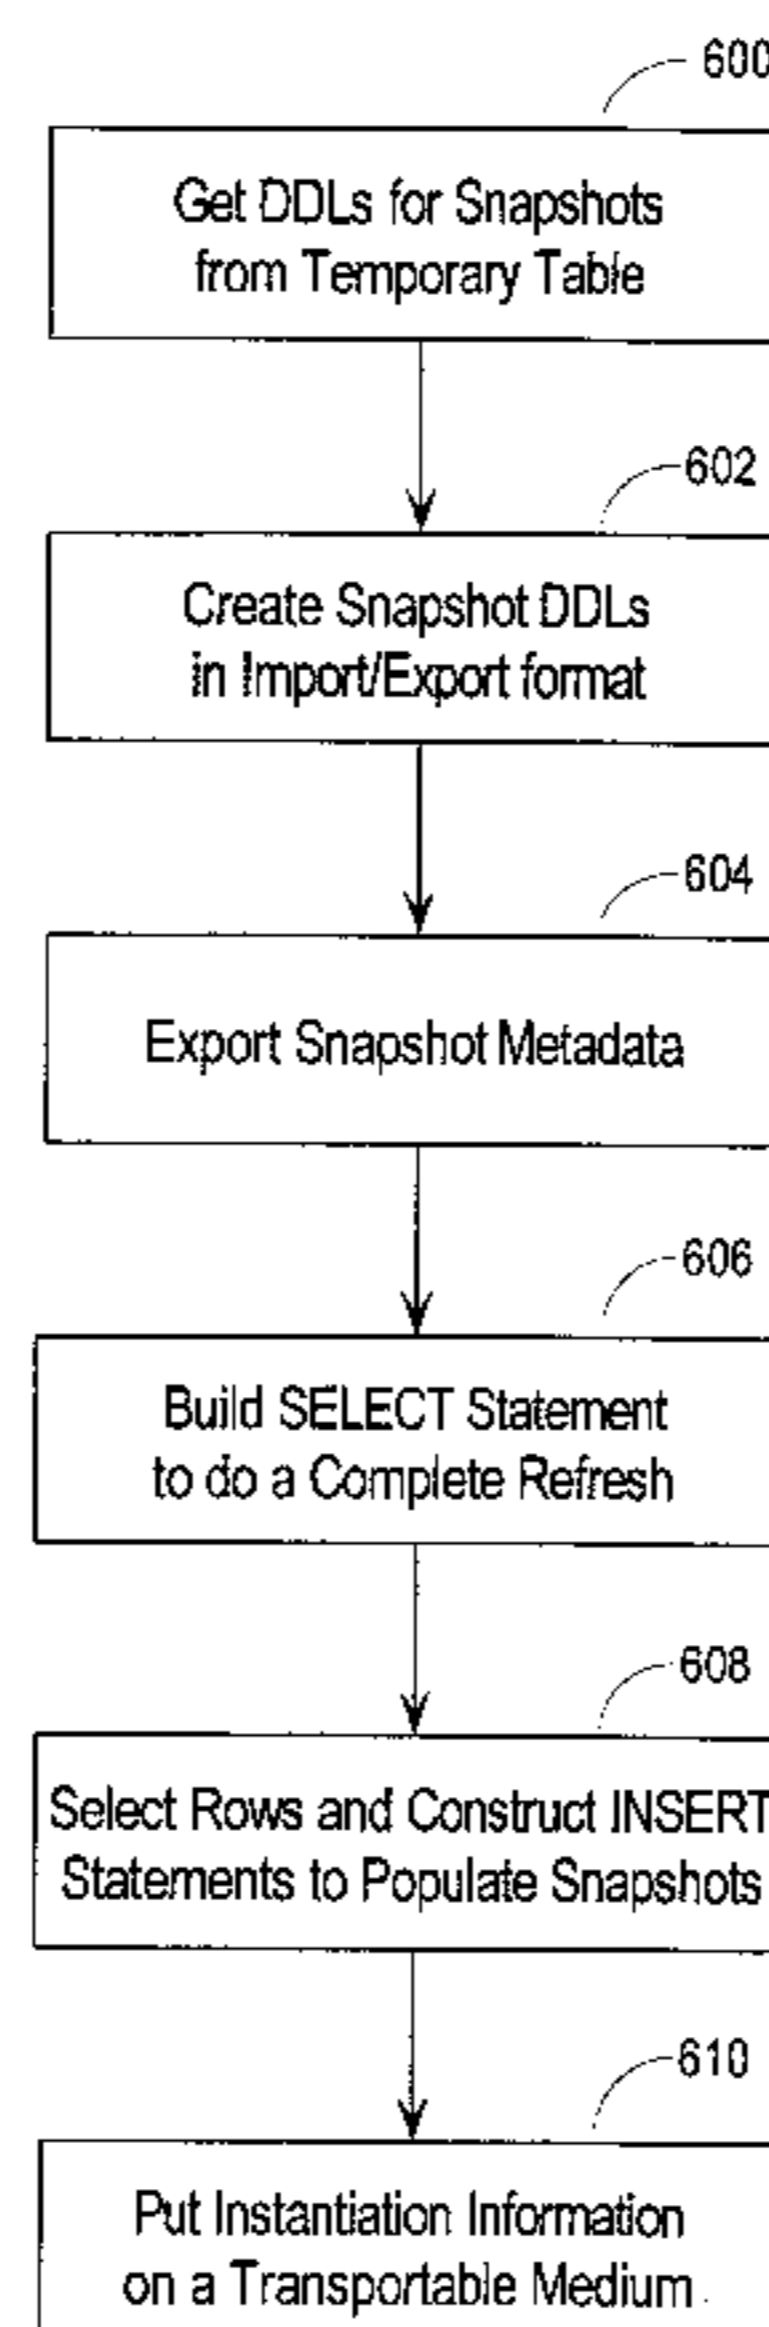 600
Get DDLs for Snapshots
from Temporary Table
602
Create Snapshot DDLs
in Import/Export format
604
Export Snapshot Metadata
606
Build SELECT Statement
to do a Complete Refresh
608
Select Rows and Construct INSERT
Statements to Populate Snapshots
610
Put Instantiation Information
on a Transportable Medium